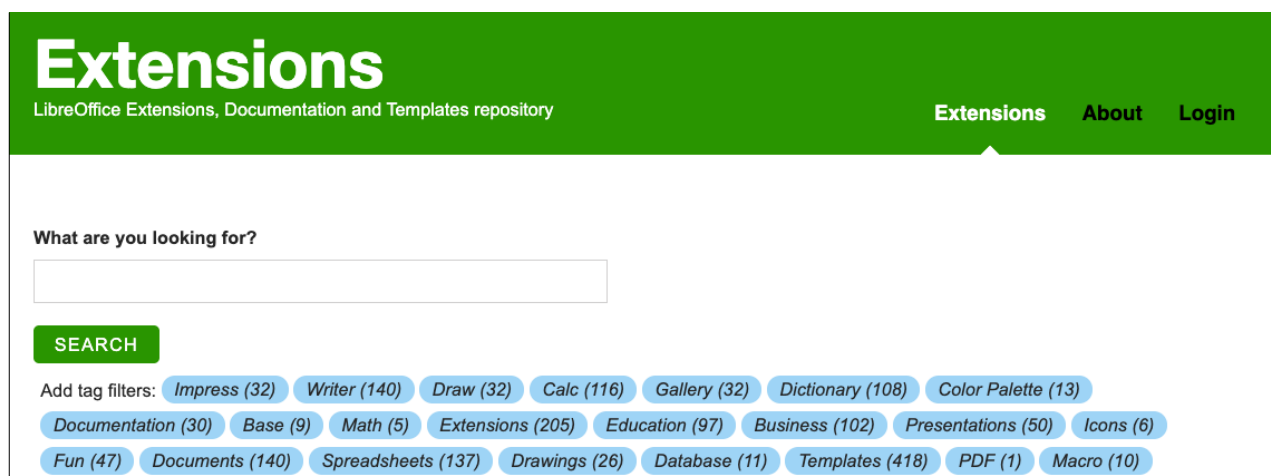 Extensions
LibreOffice Extensions, Documentation and Templates repository
Extensions About Login
What are you looking for?
SEARCH
Add tag filters: Impress (32) Writer (140) Draw (32) Calc (116) Gallery (32) Dictionary (108) Color Palette (13)
Documentation (30) Base (9) Math (5) Extensions (205) Education (97) Business (102) Presentations (50) Icons (6)
Fun (47) Documents (140) Spreadsheets (137) Drawings (26) Database (11) Templates (418) PDF (1) Macro (10)